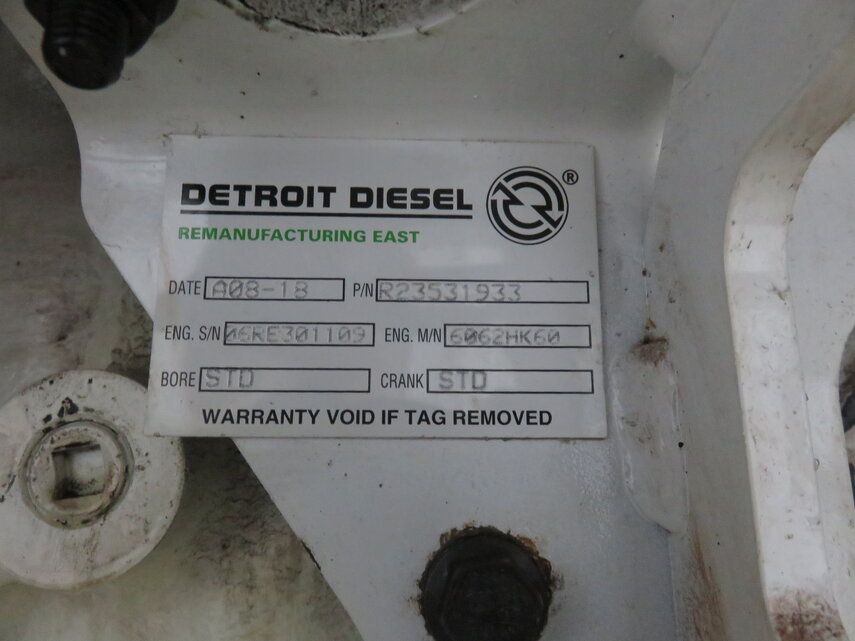 DETROIT DIESEL ®
REMANUFACTURING EAST
DATE A08-18 P/N R23531933
ENG. S/N 06RE301109 ENG. M/N 6062HK60
BORE STD CRANK STD
WARRANTY VOID IF TAG REMOVED